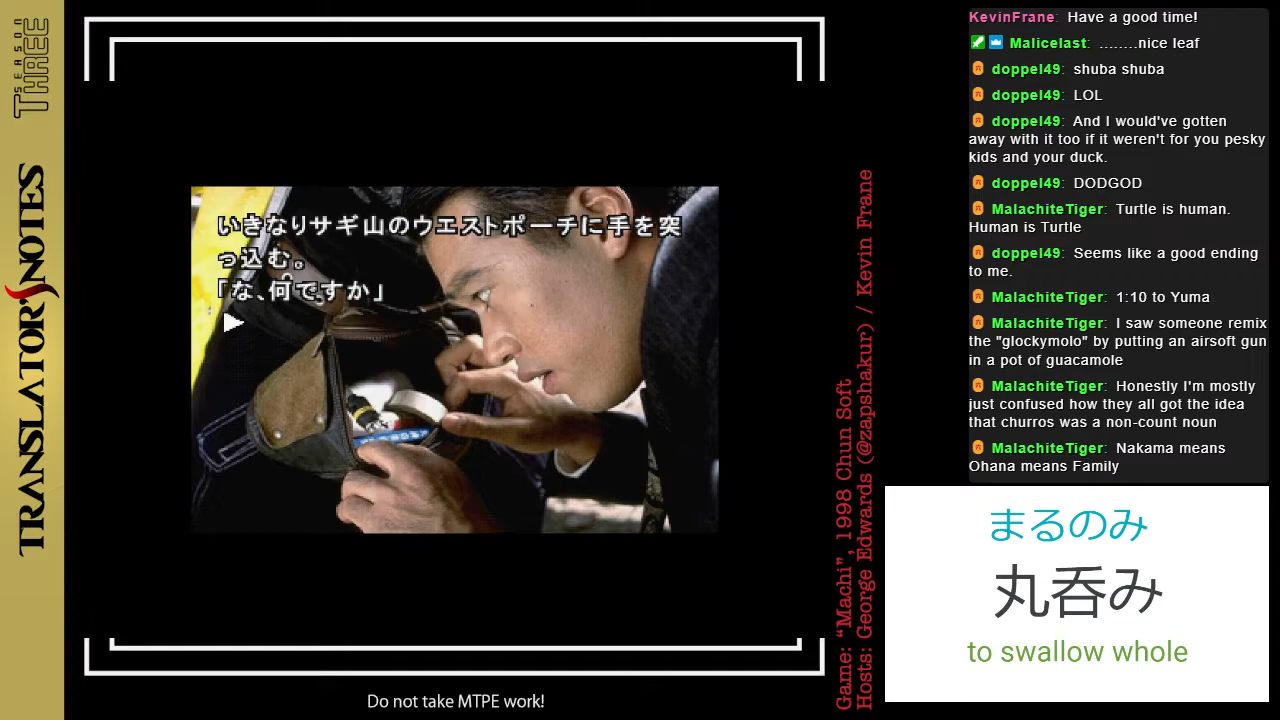 SEASON
THREE
TRANSLATOR'S NOTES
いきなりサギ山のウエストポーチに手を突
っ込む。
「な、何ですか」
Game: "Machi", 1998 Chun Soft
Hosts: George Edwards (@zapshakur) / Kevin Frane
Do not take MTPE work!
KevinFrane: Have a good time!
Malicelast: ........nice leaf
doppel49: shuba shuba
doppel49: LOL
doppel49: And I would've gotten
away with it too if it weren't for you pesky
kids and your duck.
doppel49: DODGOD
MalachiteTiger: Turtle is human.
Human is Turtle
doppel49: Seems like a good ending
to me.
MalachiteTiger: 1:10 to Yuma
MalachiteTiger: I saw someone remix
the "glockymolo" by putting an airsoft gun
in a pot of guacamole
MalachiteTiger: Honestly I'm mostly
just confused how they all got the idea
that churros was a non-count noun
MalachiteTiger: Nakama means
Ohana means Family
まるのみ
丸呑み
to swallow whole